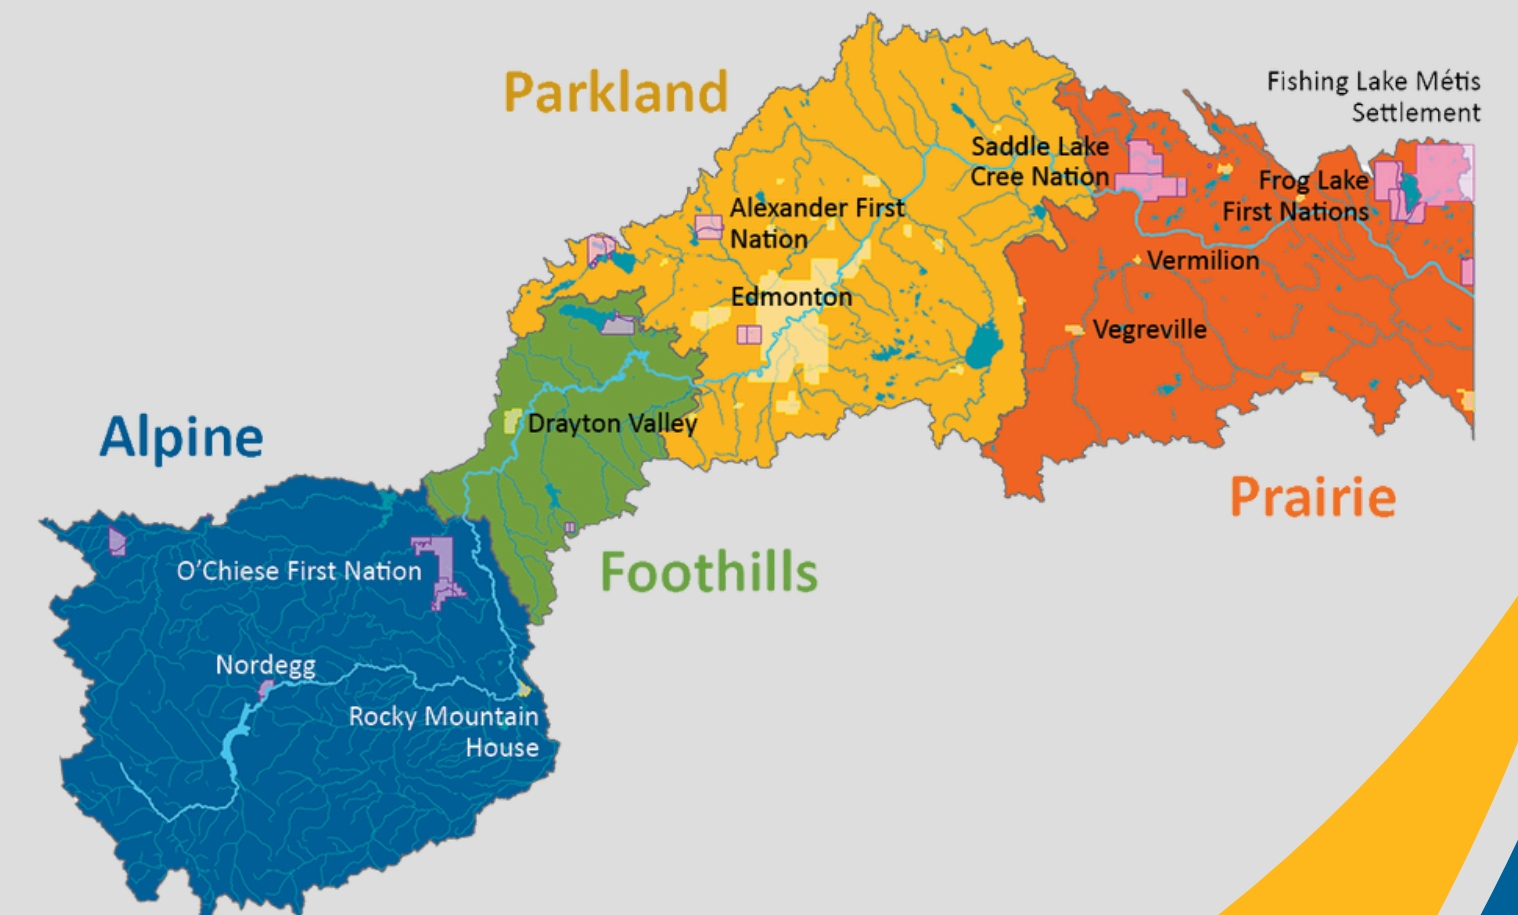 Parkland
Fishing Lake Métis
Settlement
Saddle Lake
Cree Nation
Frog Lake
First Nations
Alexander First
Nation
Vermilion
Edmonton
Vegreville
Drayton Valley
Alpine
Prairie
Foothills
O’Chiese First Nation
Nordegg
Rocky Mountain
House